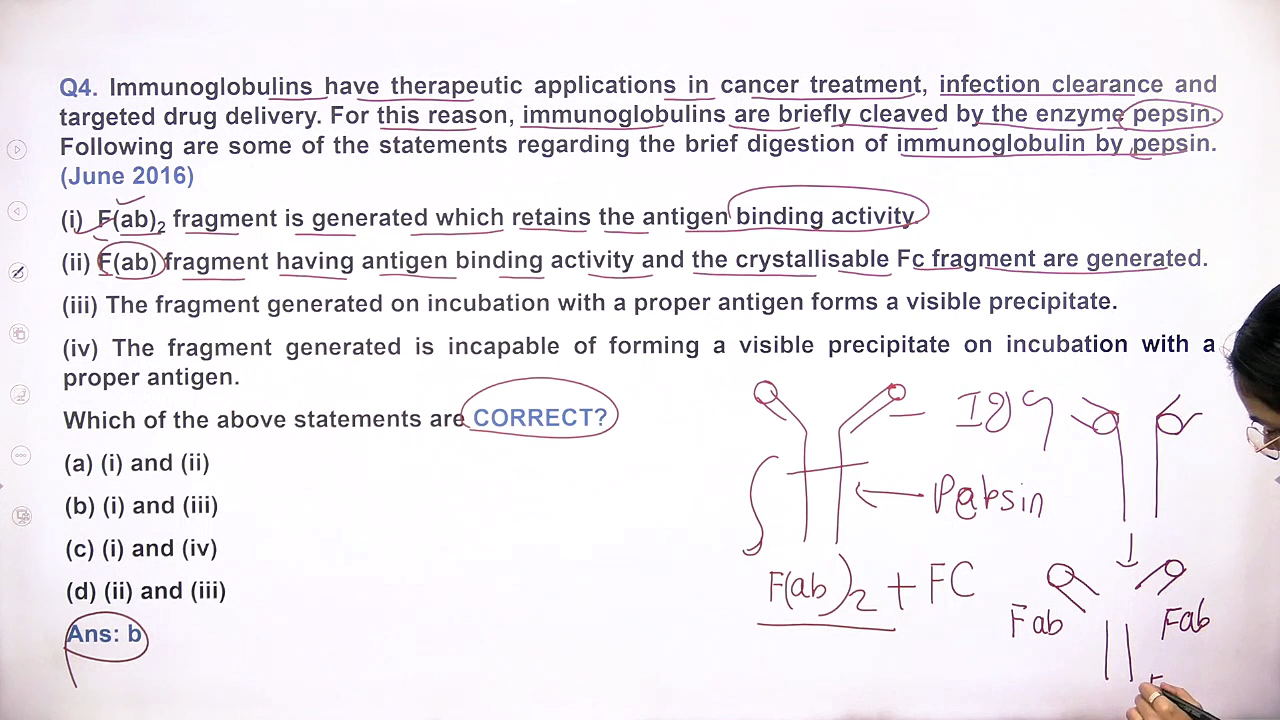 Q4. Immunoglobulins have therapeutic applications in cancer treatment, infection clearance and
targeted drug delivery. For this reason, immunoglobulins are briefly cleaved by the enzyme pepsin.
Following are some of the statements regarding the brief digestion of immunoglobulin by pepsin.
(June 2016)
(i) F(ab)₂ fragment is generated which retains the antigen binding activity
(ii) F(ab) fragment having antigen binding activity and the crystallisable Fc fragment are generated.
(iii) The fragment generated on incubation with a proper antigen forms a visible precipitate.
(iv) The fragment generated is incapable of forming a visible precipitate on incubation with a
proper antigen.
Which of the above statements are CORRECT?
(a) (i) and (ii)
(b) (i) and (iii)
(c) (i) and (iv)
(d) (ii) and (iii)
Ans: b
IgG
F(ab)₂ + FC
Fab
Fab